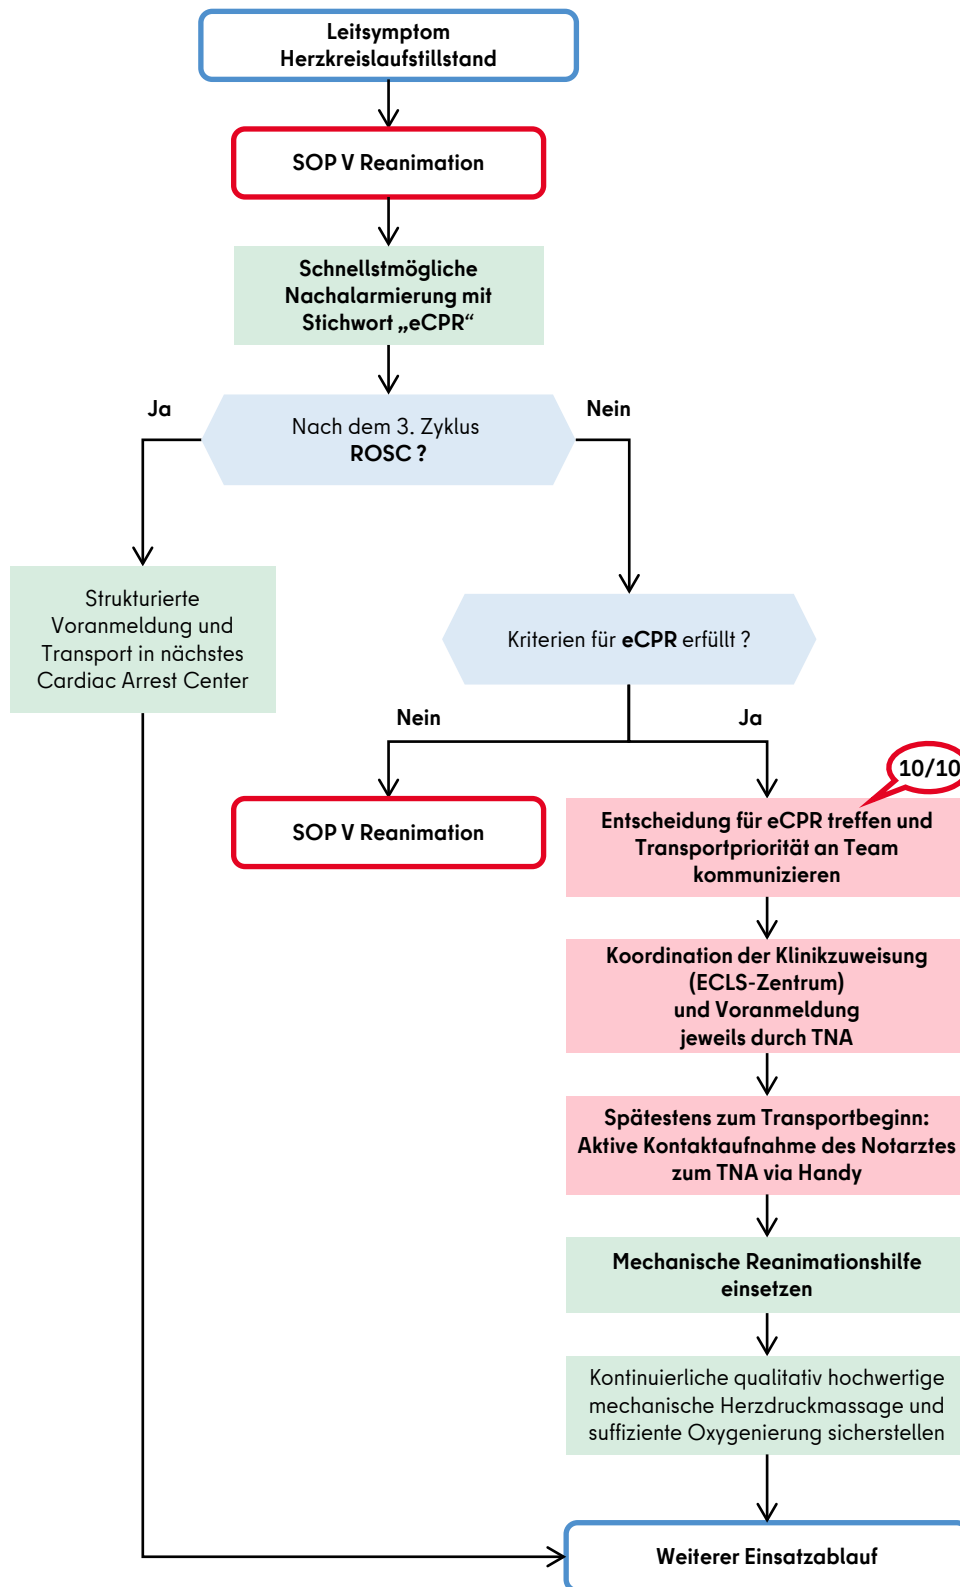 Leitsymptom
Herzkreislaufstillstand
SOP V Reanimation
Schnellstmögliche
Nachalarmierung mit
Stichwort „eCPR“
Ja
Nein
Nach dem 3. Zyklus
ROSC ?
Strukturierte
Voranmeldung und
Transport in nächstes
Cardiac Arrest Center
Kriterien für eCPR erfüllt ?
Nein
Ja
10/10
SOP V Reanimation
Entscheidung für eCPR treffen und
Transportpriorität an Team
kommunizieren
Koordination der Klinikzuweisung
(ECLS-Zentrum)
und Voranmeldung
jeweils durch TNA
Spätestens zum Transportbeginn:
Aktive Kontaktaufnahme des Notarztes
zum TNA via Handy
Mechanische Reanimationshilfe
einsetzen
Kontinuierliche qualitativ hochwertige
mechanische Herzdruckmassage und
suffiziente Oxygenierung sicherstellen
Weiterer Einsatzablauf